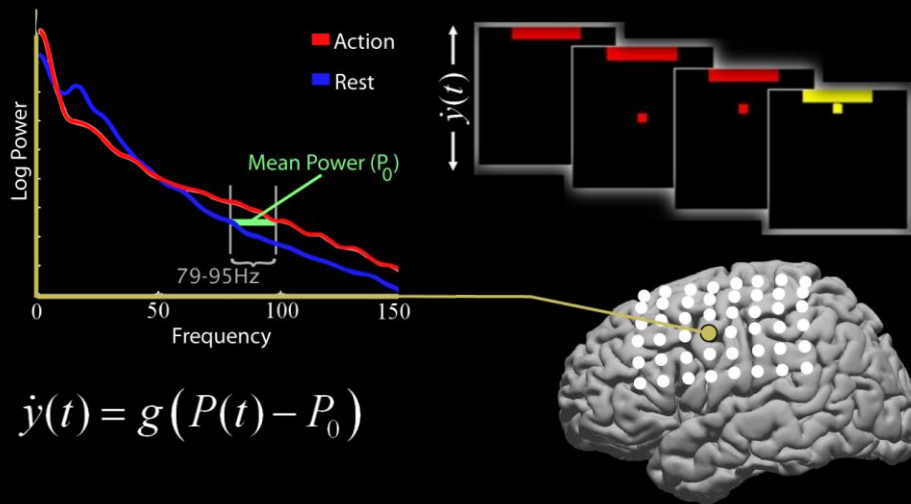 Action
Rest
Log Power
Mean Power (P₀)
79-95Hz
0 50 100 150
Frequency
ẏ(t)
ẏ(t) = g(P(t) − P₀)